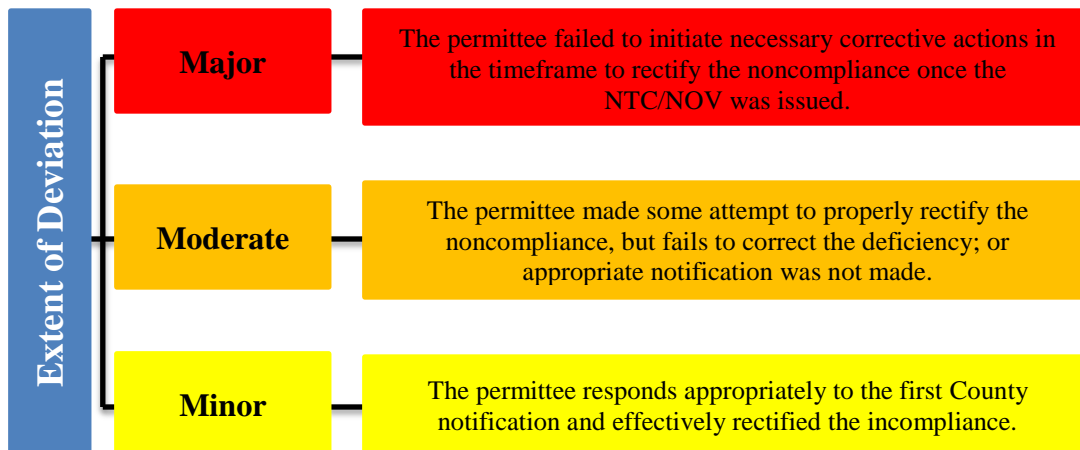 Extent of Deviation
Major
The permittee failed to initiate necessary corrective actions in
the timeframe to rectify the noncompliance once the
NTC/NOV was issued.
Moderate
The permittee made some attempt to properly rectify the
noncompliance, but fails to correct the deficiency; or
appropriate notification was not made.
Minor
The permittee responds appropriately to the first County
notification and effectively rectified the incompliance.